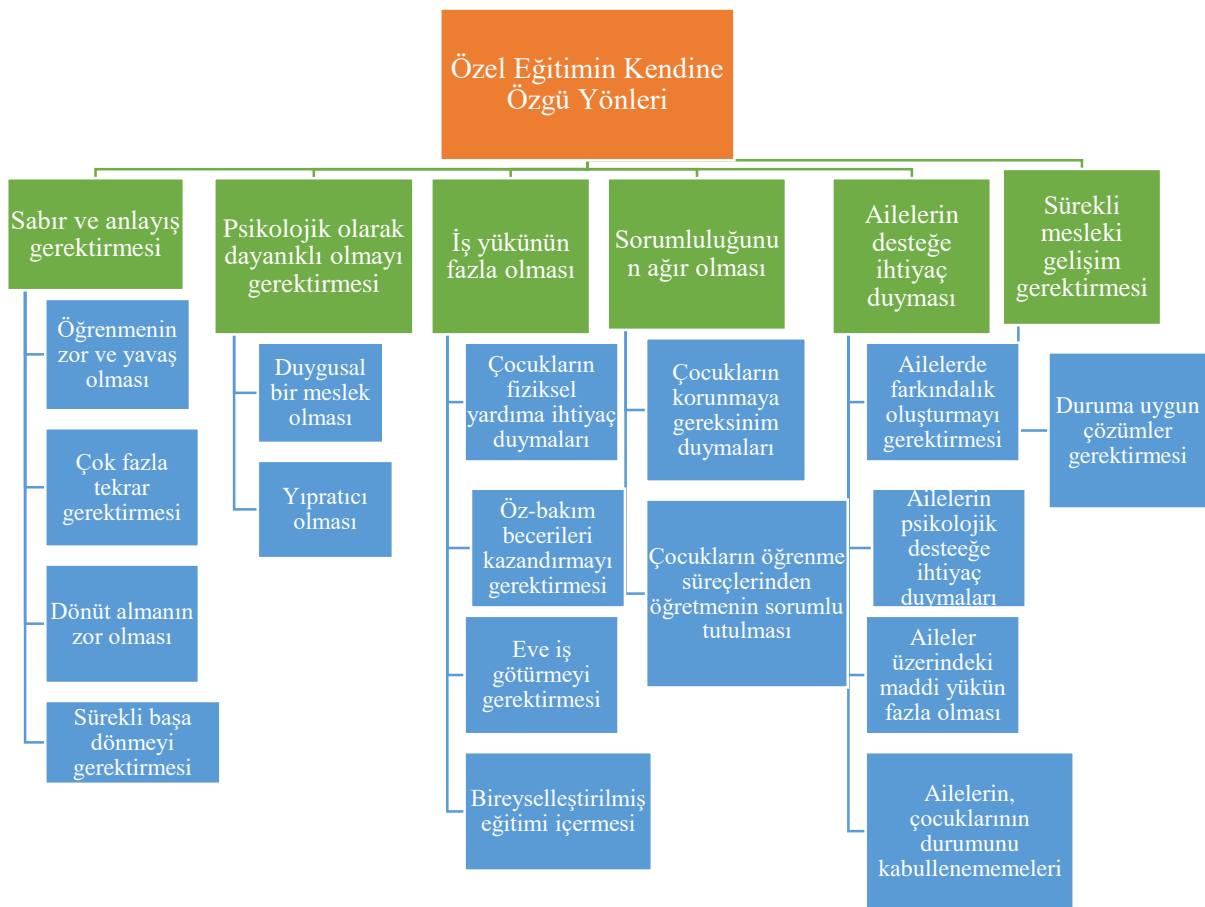 Özel Eğitimin Kendine
Özgü Yönleri
Sabır ve anlayış
gerektirmesi
Öğrenmenin
zor ve yavaş
olması
Çok fazla
tekrar
gerektirmesi
Dönüt almanın
zor olması
Sürekli başa
dönmeyi
gerektirmesi
Psikolojik olarak
dayanıklı olmayı
gerektirmesi
Duygusal
bir meslek
olması
Yıpratıcı
olması
İş yükünün
fazla olması
Çocukların
fiziksel
yardıma ihtiyaç
duymaları
Öz-bakım
becerileri
kazandırmayı
gerektirmesi
Eve iş
götürmeyi
gerektirmesi
Bireyselleştirilmiş
eğitimi içermesi
Sorumluluğunu
n ağır olması
Çocukların
korunmaya
gereksinim
duymaları
Çocukların öğrenme
süreçlerinden
öğretmenin sorumlu
tutulması
Ailelerin
desteğe
ihtiyaç
duyması
Ailelerde
farkındalık
oluşturmayı
gerektirmesi
Ailelerin
psikolojik
desteeğe
ihtiyaç
duymaları
Aileler
üzerindeki
maddi yükün
fazla olması
Ailelerin,
çocuklarının
durumunu
kabullenememeleri
Sürekli
mesleki
gelişim
gerektirmesi
Duruma uygun
çözümler
gerektirmesi